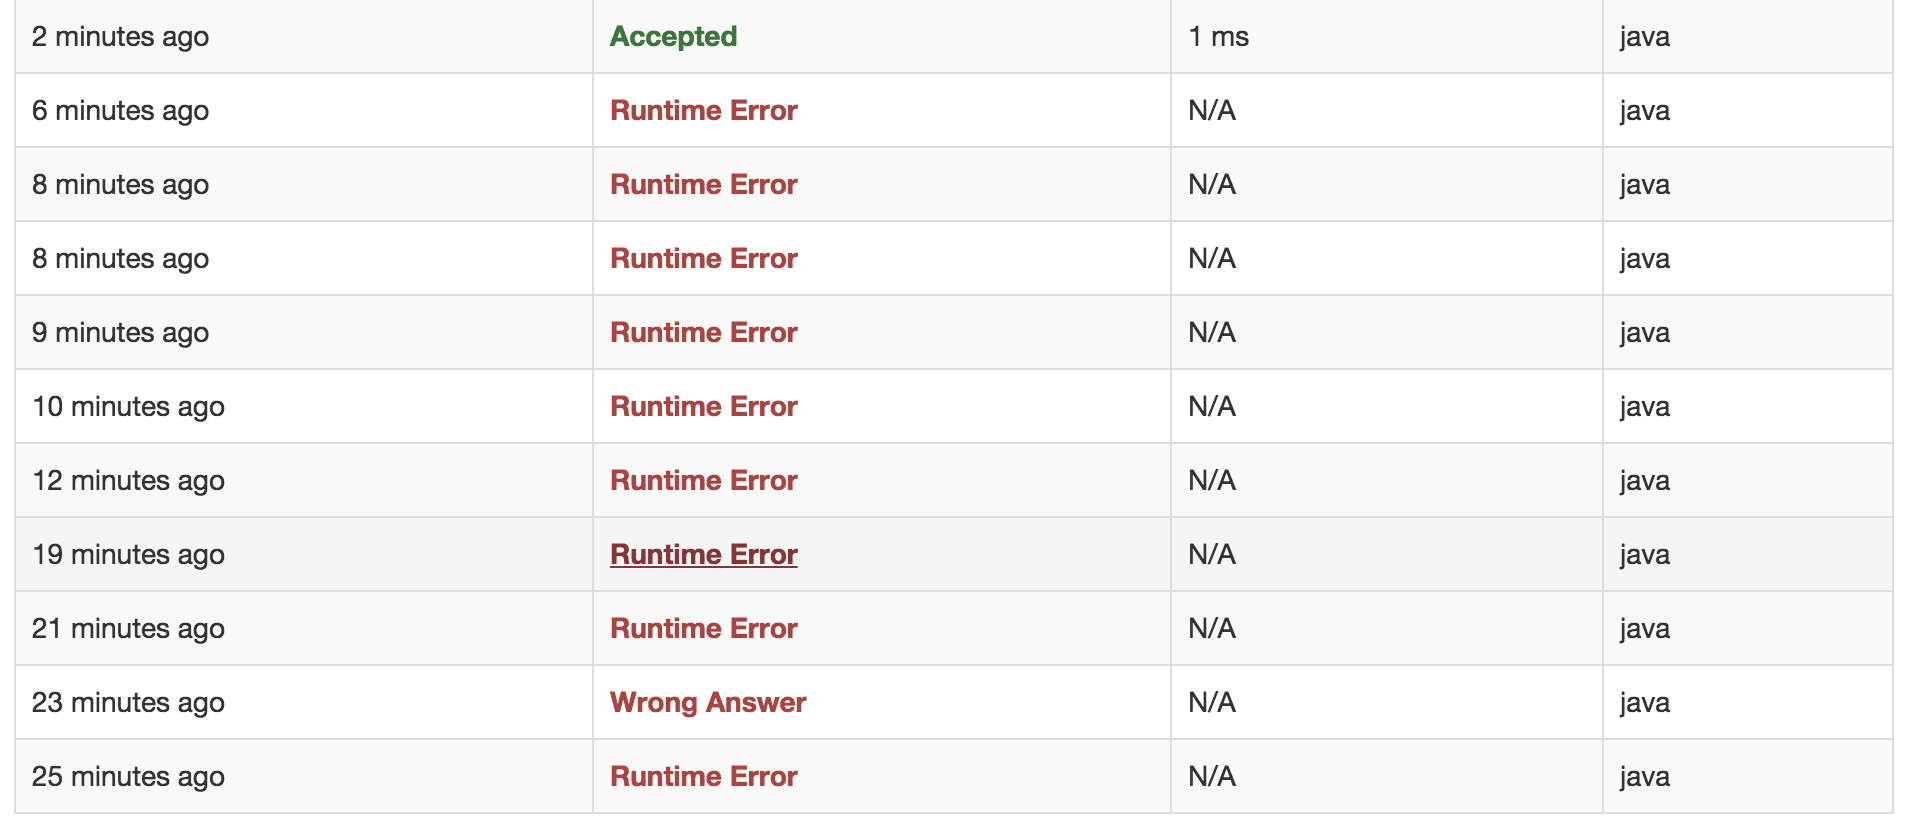 2 minutes ago Accepted 1 ms java
6 minutes ago Runtime Error N/A java
8 minutes ago Runtime Error N/A java
8 minutes ago Runtime Error N/A java
9 minutes ago Runtime Error N/A java
10 minutes ago Runtime Error N/A java
12 minutes ago Runtime Error N/A java
19 minutes ago Runtime Error N/A java
21 minutes ago Runtime Error N/A java
23 minutes ago Wrong Answer N/A java
25 minutes ago Runtime Error N/A java